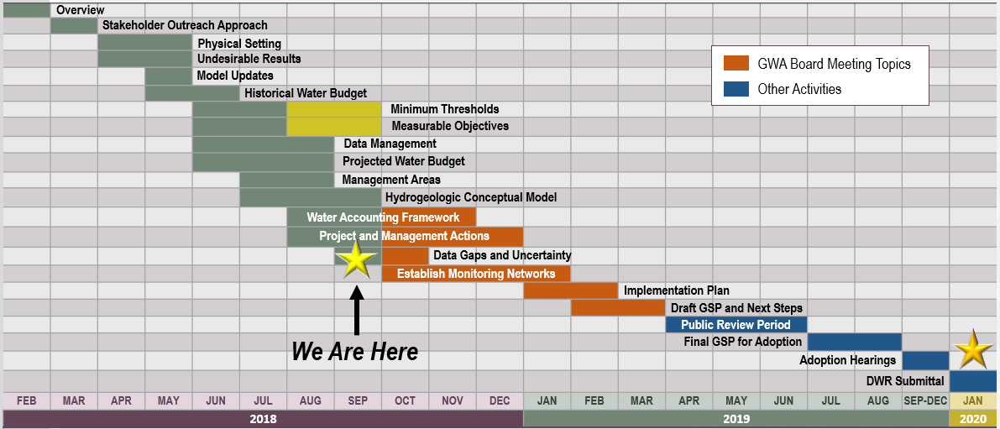 Overview
Stakeholder Outreach Approach
Physical Setting
Undesirable Results
Model Updates
Historical Water Budget
Minimum Thresholds
Measurable Objectives
Data Management
Projected Water Budget
Management Areas
Hydrogeologic Conceptual Model
Water Accounting Framework
Project and Management Actions
Data Gaps and Uncertainty
Establish Monitoring Networks
Implementation Plan
Draft GSP and Next Steps
Public Review Period
Final GSP for Adoption
Adoption Hearings
DWR Submittal
GWA Board Meeting Topics
Other Activities
We Are Here
FEB MAR APR MAY JUN JUL AUG SEP OCT NOV DEC JAN FEB MAR APR MAY JUN JUL AUG SEP-DEC JAN
2018 2019 2020